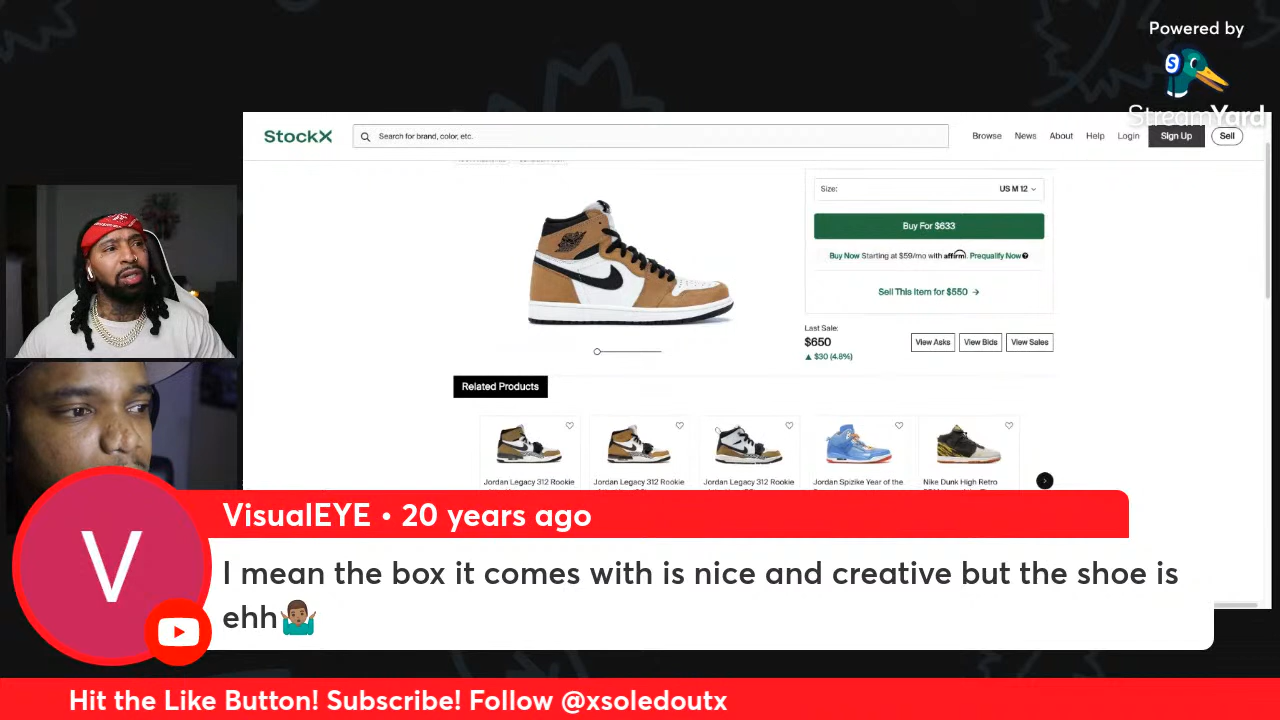 Powered by
StreamYard
StockX
Search for brand, color, etc.
Browse News About Help Login Sign Up Sell
Size: US M 12
Buy For $633
Buy Now Starting at $59/mo with affirm. Prequalify Now
Sell This Item for $550 →
Last Sale:
$650
▲ $30 (4.8%)
View Asks View Bids View Sales
Related Products
Jordan Legacy 312 Rookie Jordan Legacy 312 Rookie Jordan Legacy 312 Rookie Jordan Spizike Year of the Nike Dunk High Retro
VisualEYE • 20 years ago
V
I mean the box it comes with is nice and creative but the shoe is
ehh🤷🏽‍♂️
Hit the Like Button! Subscribe! Follow @xsoledoutx